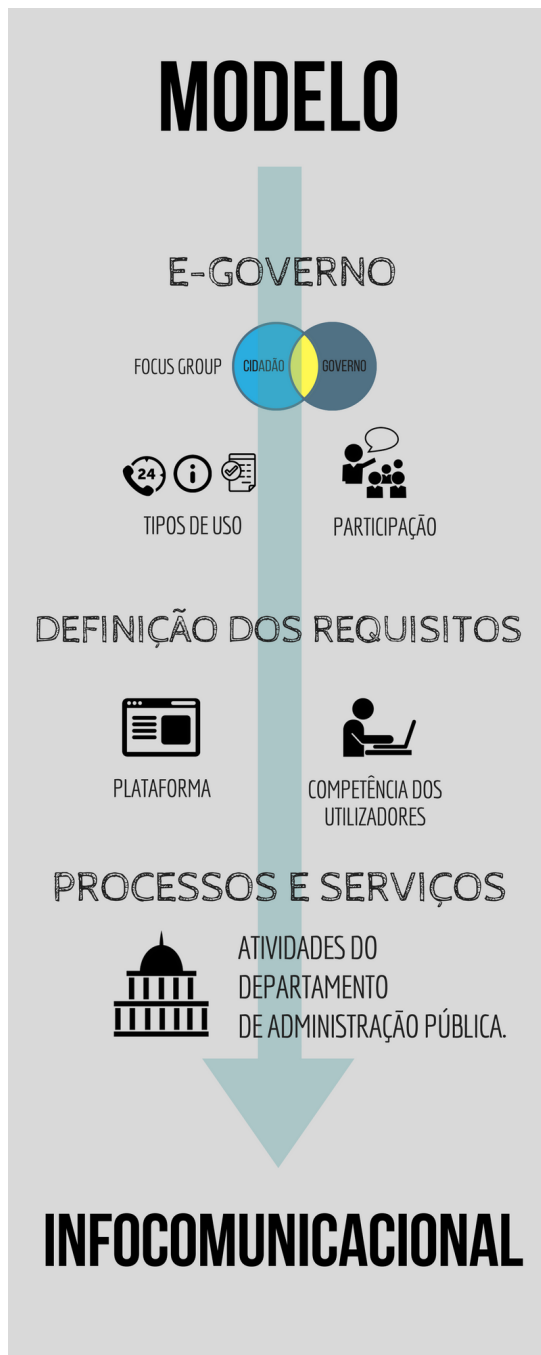 MODELO
E-GOVERNO
FOCUS GROUP
CIDADÃO
GOVERNO
24
TIPOS DE USO
PARTICIPAÇÃO
DEFINIÇÃO DOS REQUISITOS
PLATAFORMA
COMPETÊNCIA DOS
UTILIZADORES
PROCESSOS E SERVIÇOS
ATIVIDADES DO
DEPARTAMENTO
DE ADMINISTRAÇÃO PÚBLICA.
INFOCOMUNICACIONAL